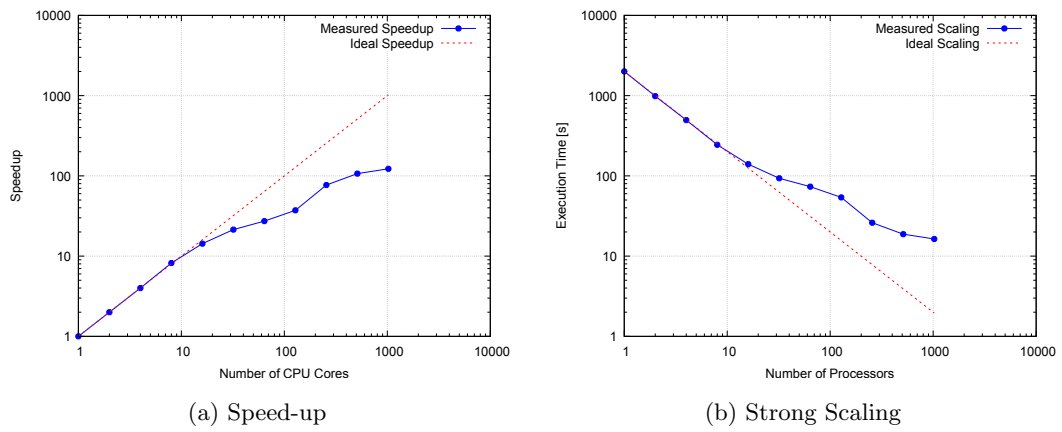 10000
1000
100
10
1
1
10
100
1000
10000
Speedup
Number of CPU Cores
Measured Speedup
Ideal Speedup
(a) Speed-up
10000
1000
100
10
1
1
10
100
1000
10000
Execution Time [s]
Number of Processors
Measured Scaling
Ideal Scaling
(b) Strong Scaling